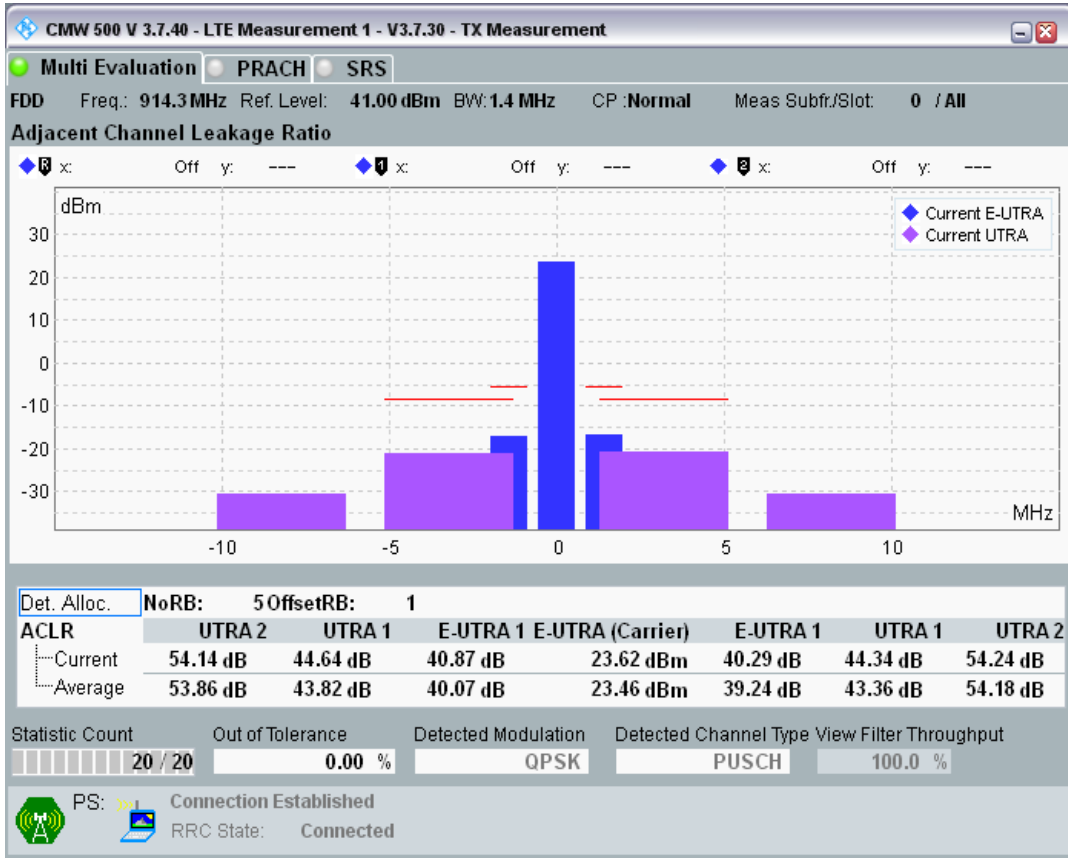 CMW 500 V 3.7.40 - LTE Measurement 1 - V3.7.30 - TX Measurement
Multi Evaluation PRACH SRS
FDD Freq.: 914.3 MHz Ref. Level: 41.00 dBm BW: 1.4 MHz CP :Normal Meas Subfr./Slot: 0 / All
Adjacent Channel Leakage Ratio
R x: Off y: --- 1 x: Off y: --- 2 x: Off y: ---
dBm
Current E-UTRA
Current UTRA
30
20
10
0
-10
-20
-30
MHz
-10 -5 0 5 10
Det. Alloc. NoRB: 5 OffsetRB: 1
ACLR UTRA 2 UTRA 1 E-UTRA 1 E-UTRA (Carrier) E-UTRA 1 UTRA 1 UTRA 2
Current 54.14 dB 44.64 dB 40.87 dB 23.62 dBm 40.29 dB 44.34 dB 54.24 dB
Average 53.86 dB 43.82 dB 40.07 dB 23.46 dBm 39.24 dB 43.36 dB 54.18 dB
Statistic Count Out of Tolerance Detected Modulation Detected Channel Type View Filter Throughput
20 / 20 0.00 % QPSK PUSCH 100.0 %
PS: Connection Established
RRC State: Connected